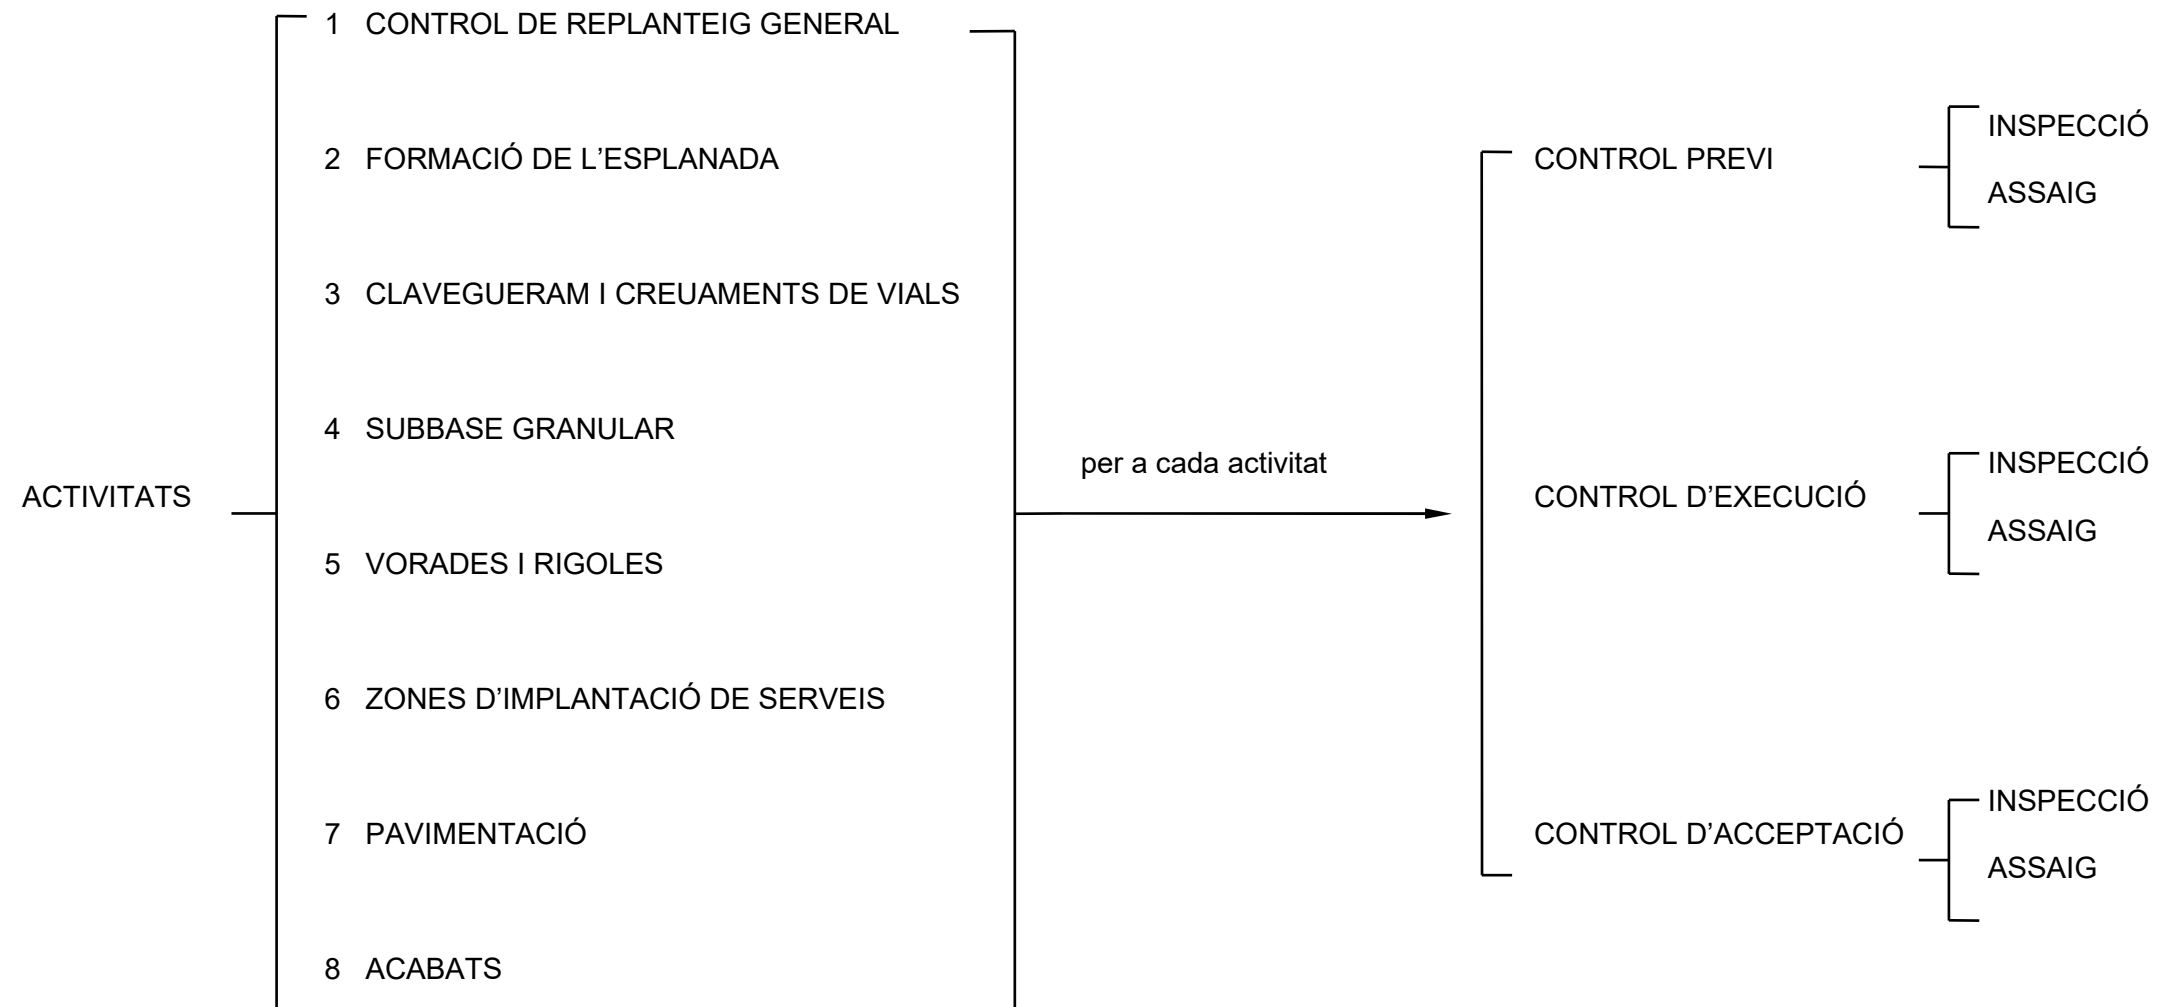 1 CONTROL DE REPLANTEIG GENERAL
2 FORMACIÓ DE L’ESPLANADA
3 CLAVEGUERAM I CREUAMENTS DE VIALS
4 SUBBASE GRANULAR
ACTIVITATS
5 VORADES I RIGOLES
6 ZONES D’IMPLANTACIÓ DE SERVEIS
7 PAVIMENTACIÓ
8 ACABATS
per a cada activitat
CONTROL PREVI
INSPECCIÓ
ASSAIG
CONTROL D’EXECUCIÓ
INSPECCIÓ
ASSAIG
CONTROL D’ACCEPTACIÓ
INSPECCIÓ
ASSAIG